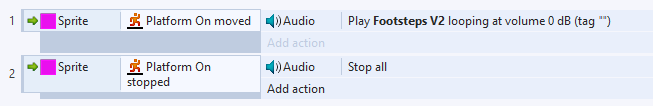 1 Sprite Platform On moved Audio Play Footsteps V2 looping at volume 0 dB (tag "")
Add action
2 Sprite Platform On stopped Audio Stop all
Add action